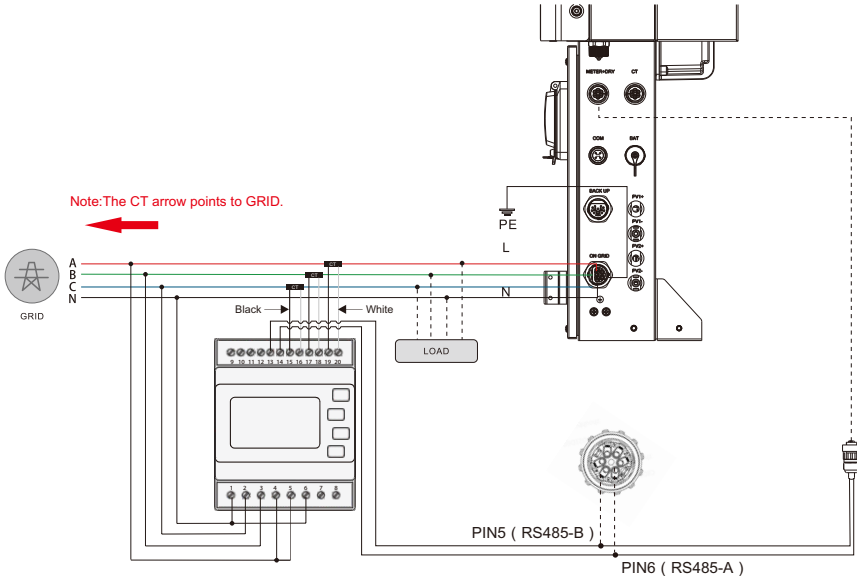 METER+DRY CT
COM BAT
BACK UP
PV1+
PV1-
PV2+
PV2-
ON GRID
PE
L
N
Note:The CT arrow points to GRID.
A
B
C
N
GRID
CT
CT
CT
Black White
LOAD
9 10 11 12 13 14 15 16 17 18 19 20
1 2 3 4 5 6 7 8
PIN5 ( RS485-B )
PIN6 ( RS485-A )